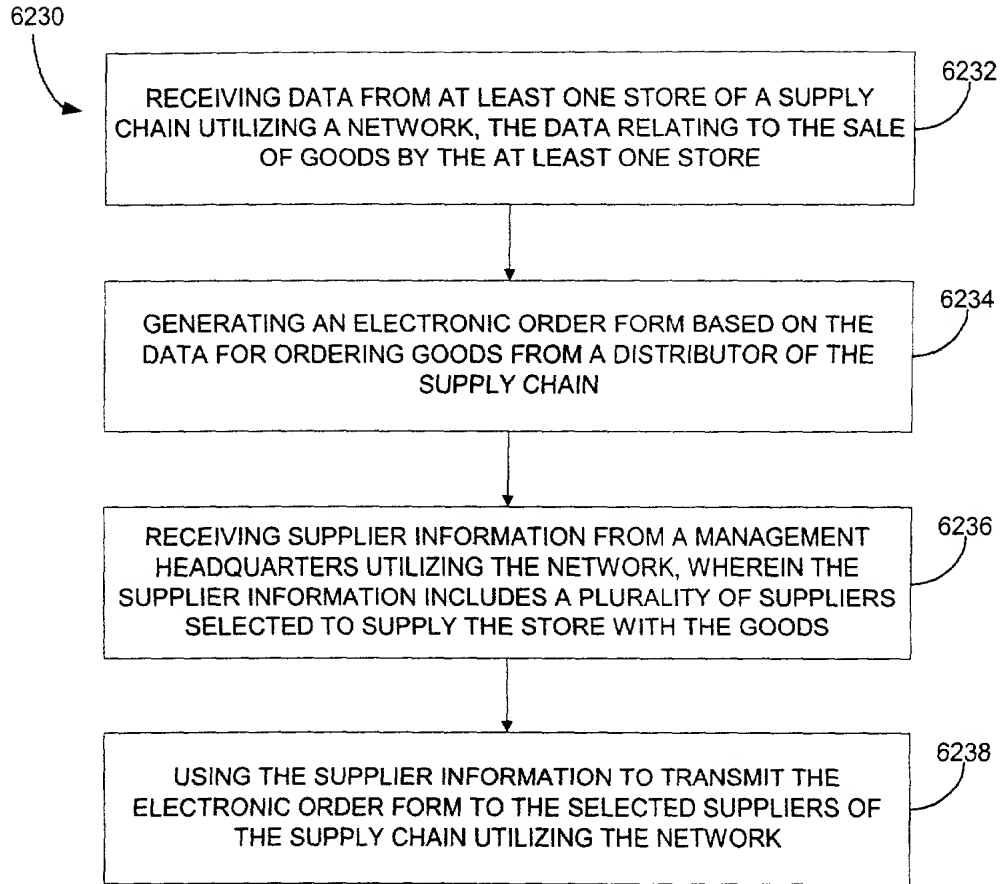 6230
6232
RECEIVING DATA FROM AT LEAST ONE STORE OF A SUPPLY
CHAIN UTILIZING A NETWORK, THE DATA RELATING TO THE SALE
OF GOODS BY THE AT LEAST ONE STORE
6234
GENERATING AN ELECTRONIC ORDER FORM BASED ON THE
DATA FOR ORDERING GOODS FROM A DISTRIBUTOR OF THE
SUPPLY CHAIN
6236
RECEIVING SUPPLIER INFORMATION FROM A MANAGEMENT
HEADQUARTERS UTILIZING THE NETWORK, WHEREIN THE
SUPPLIER INFORMATION INCLUDES A PLURALITY OF SUPPLIERS
SELECTED TO SUPPLY THE STORE WITH THE GOODS
6238
USING THE SUPPLIER INFORMATION TO TRANSMIT THE
ELECTRONIC ORDER FORM TO THE SELECTED SUPPLIERS OF
THE SUPPLY CHAIN UTILIZING THE NETWORK